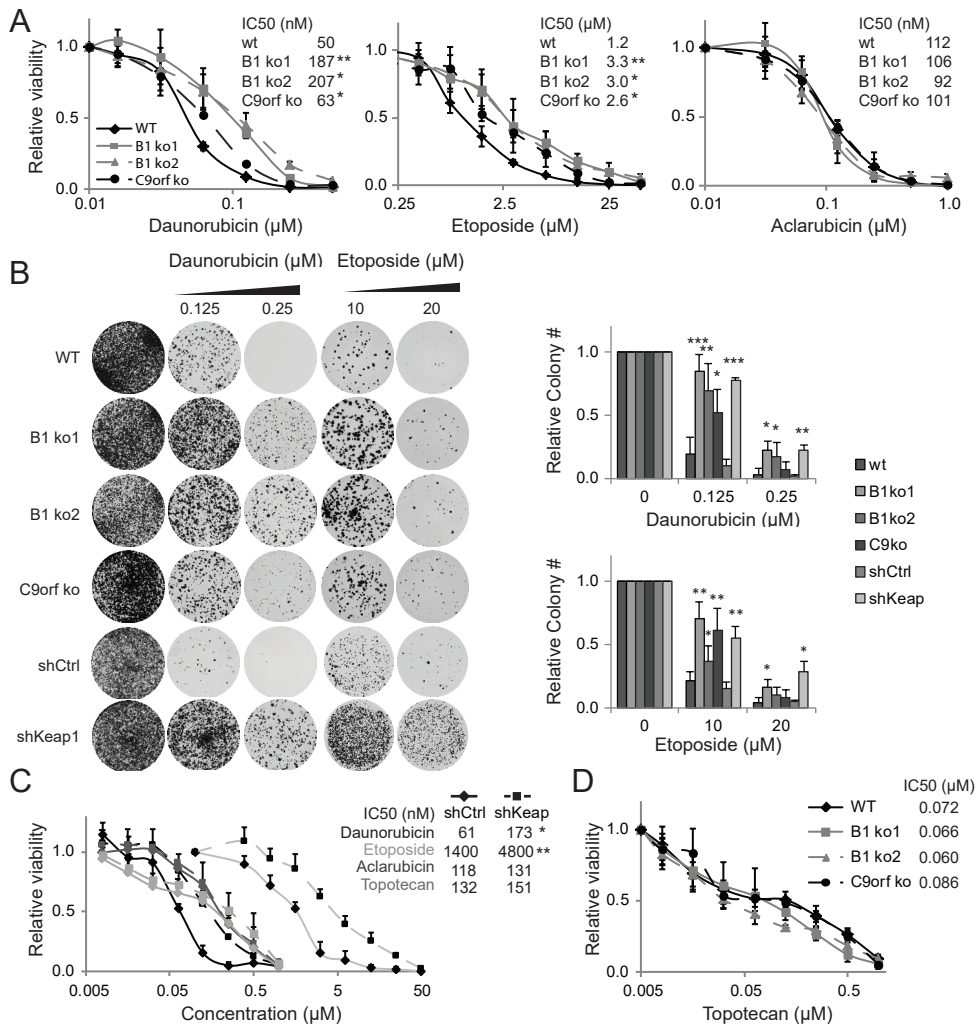 A
IC50 (nM)
wt 50
B1 ko1 187**
B1 ko2 207*
C9orf ko 63*
Relative viability
1.0
0.5
0.0
WT
B1 ko1
B1 ko2
C9orf ko
0.01 0.1
Daunorubicin (µM)
IC50 (µM)
wt 1.2
B1 ko1 3.3**
B1 ko2 3.0*
C9orf ko 2.6*
1.0
0.5
0.0
0.25 2.5 25
Etoposide (µM)
IC50 (nM)
wt 112
B1 ko1 106
B1 ko2 92
C9orf ko 101
1.0
0.5
0.0
0.01 0.1 1.0
Aclarubicin (µM)
B
Daunorubicin (µM) Etoposide (µM)
0.125 0.25 10 20
WT
B1 ko1
B1 ko2
C9orf ko
shCtrl
shKeap1
Relative Colony #
1.0
0.5
0.0
*** ** * ***
* * **
0 0.125 0.25
Daunorubicin (µM)
Relative Colony #
1.0
0.5
0.0
** * ** **
* *
0 10 20
Etoposide (µM)
wt
B1ko1
B1ko2
C9ko
shCtrl
shKeap
C
IC50 (nM) shCtrl shKeap
Daunorubicin 61 173 *
Etoposide 1400 4800 **
Aclarubicin 118 131
Topotecan 132 151
Relative viability
1.0
0.5
0.0
0.005 0.05 0.5 5 50
Concentration (µM)
D
IC50 (µM)
WT 0.072
B1 ko1 0.066
B1 ko2 0.060
C9orf ko 0.086
Relative viability
1.0
0.5
0.0
0.005 0.05 0.5
Topotecan (µM)